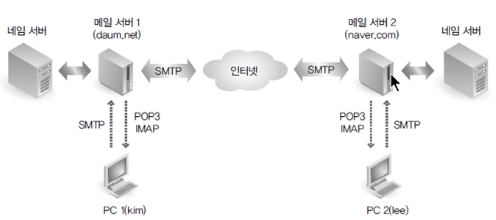 네임 서버
메일 서버 1
(daum.net)
메일 서버 2
(naver.com)
네임 서버
SMTP
인터넷
SMTP
SMTP
POP3
IMAP
POP3
IMAP
SMTP
PC 1(kim)
PC 2(lee)